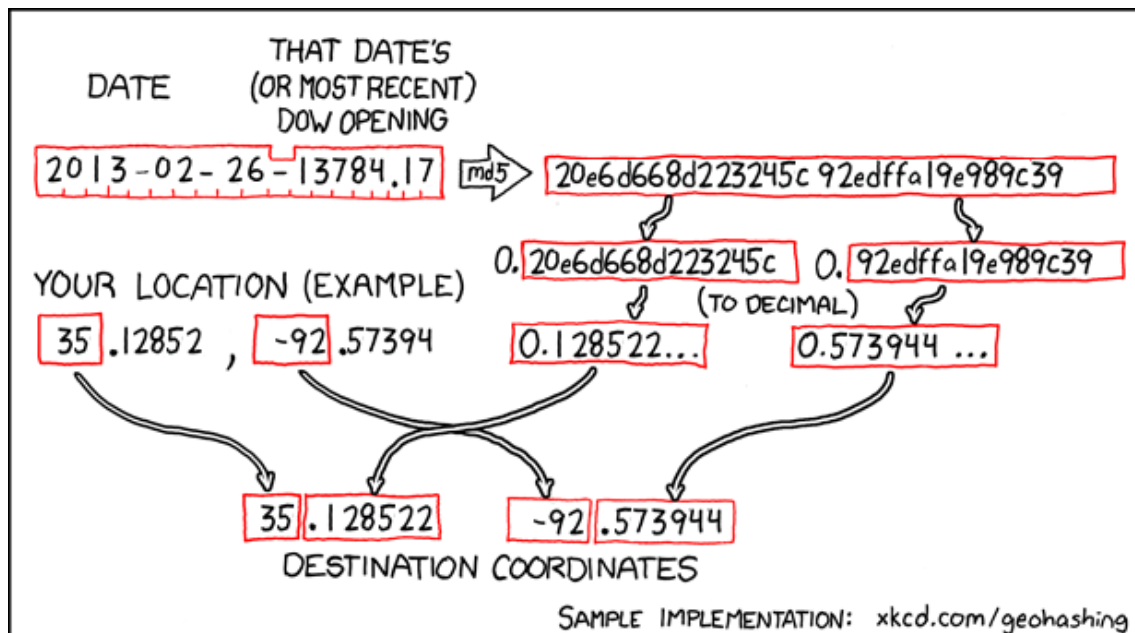 DATE
THAT DATE'S
(OR MOST RECENT)
DOW OPENING
2013-02-26-13784.17
md5
20e6d668d223245c 92edffa19e989c39
0.20e6d668d223245c
0.92edffa19e989c39
(TO DECIMAL)
0.128522...
0.573944 ...
YOUR LOCATION (EXAMPLE)
35.12852 , -92.57394
35.128522
-92.573944
DESTINATION COORDINATES
SAMPLE IMPLEMENTATION: xkcd.com/geohashing